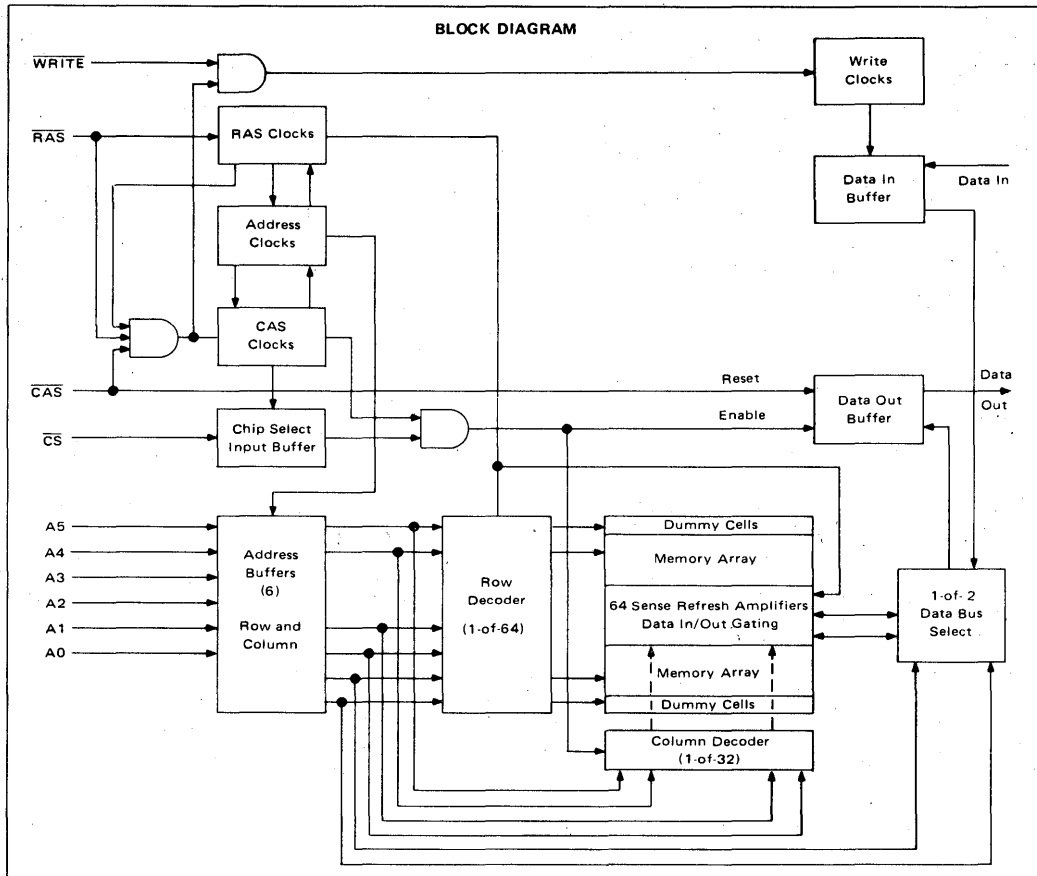 BLOCK DIAGRAM
WRITE
Write
Clocks
RAS
RAS Clocks
Data In
Buffer
Data In
Address
Clocks
CAS
Clocks
CAS
Reset
Data Out
Buffer
Data
Out
CS
Chip Select
Input Buffer
Enable
A5
A4
A3
A2
A1
A0
Address
Buffers
(6)
Row and
Column
Row
Decoder
(1-of-64)
Dummy Cells
Memory Array
64 Sense Refresh Amplifiers
Data In/Out Gating
Memory Array
Dummy Cells
1-of-2
Data Bus
Select
Column Decoder
(1-of-32)